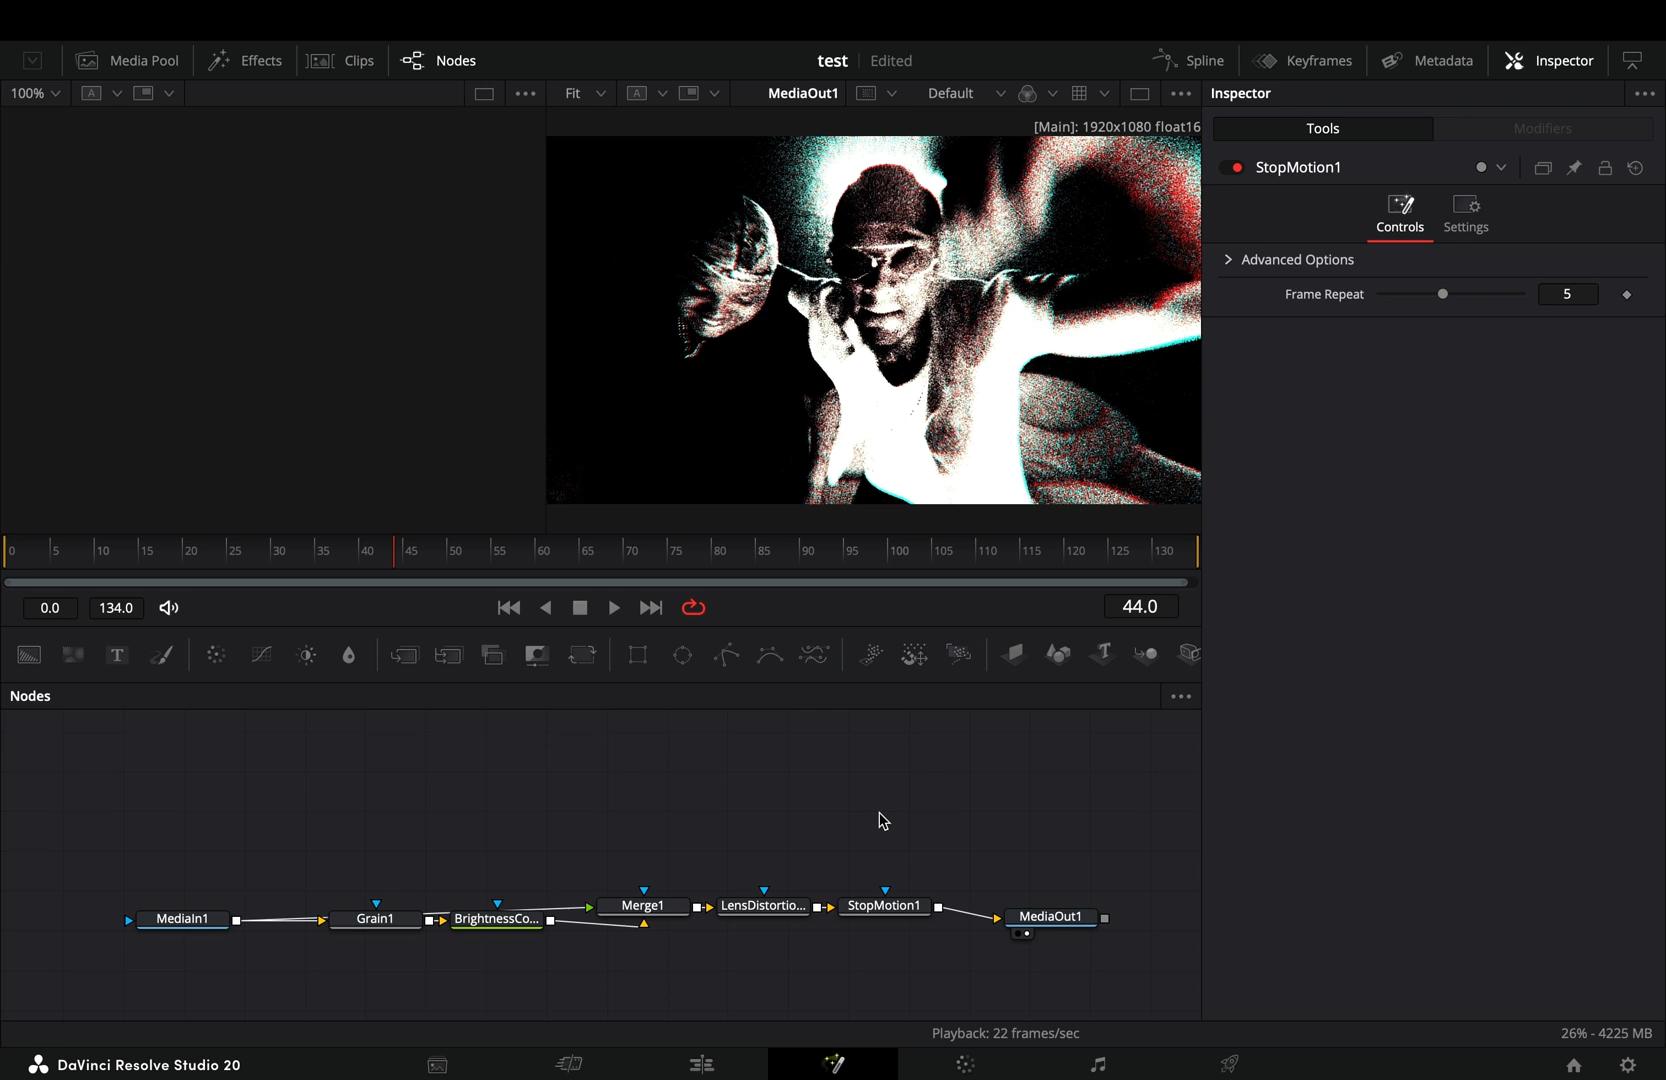 Media Pool
Effects
Clips
Nodes
test
Edited
Spline
Keyframes
Metadata
Inspector
100%
A
Fit
A
MediaOut1
Default
Inspector
[Main]: 1920x1080 float16
Tools
Modifiers
StopMotion1
Controls
Settings
Advanced Options
Frame Repeat
5
0 5 10 15 20 25 30 35 40 45 50 55 60 65 70 75 80 85 90 95 100 105 110 115 120 125 130
0.0
134.0
44.0
T
Nodes
MediaIn1
Grain1
BrightnessCo...
Merge1
LensDistortio...
StopMotion1
MediaOut1
Playback: 22 frames/sec
26% - 4225 MB
DaVinci Resolve Studio 20